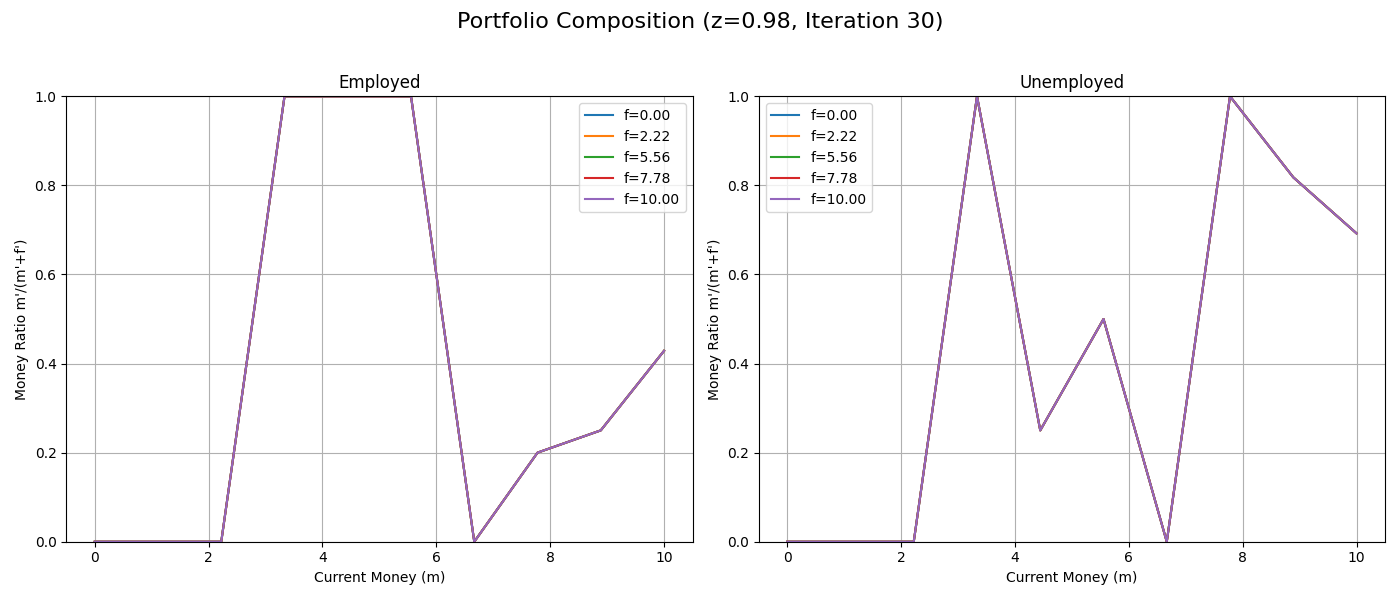 Portfolio Composition (z=0.98, Iteration 30)
Employed
Money Ratio m'/(m'+f')
1.0
0.8
0.6
0.4
0.2
0.0
f=0.00
f=2.22
f=5.56
f=7.78
f=10.00
0 2 4 6 8 10
Current Money (m)
Unemployed
Money Ratio m'/(m'+f')
1.0
0.8
0.6
0.4
0.2
0.0
f=0.00
f=2.22
f=5.56
f=7.78
f=10.00
0 2 4 6 8 10
Current Money (m)